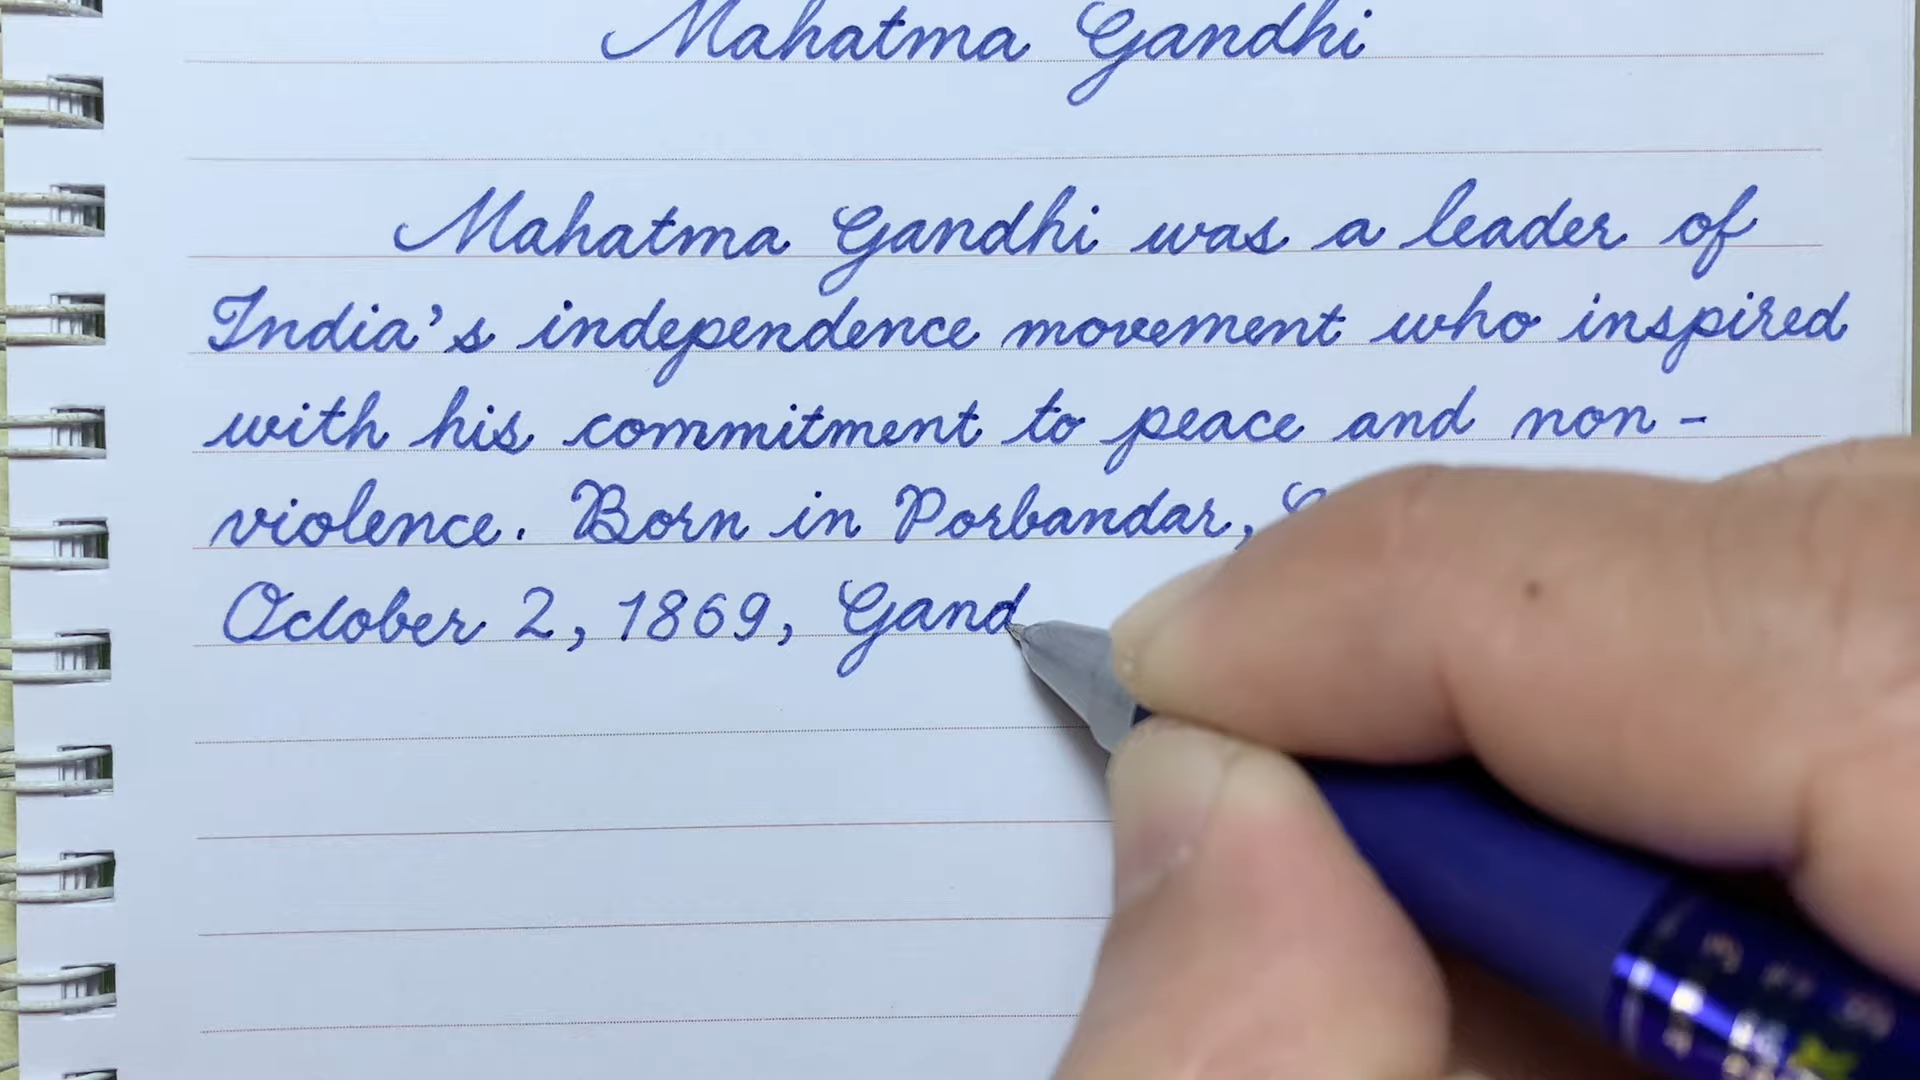 Mahatma Gandhi
Mahatma Gandhi was a leader of
India's independence movement who inspired
with his commitment to peace and non-
violence. Born in Porbandar,
October 2, 1869, Gand